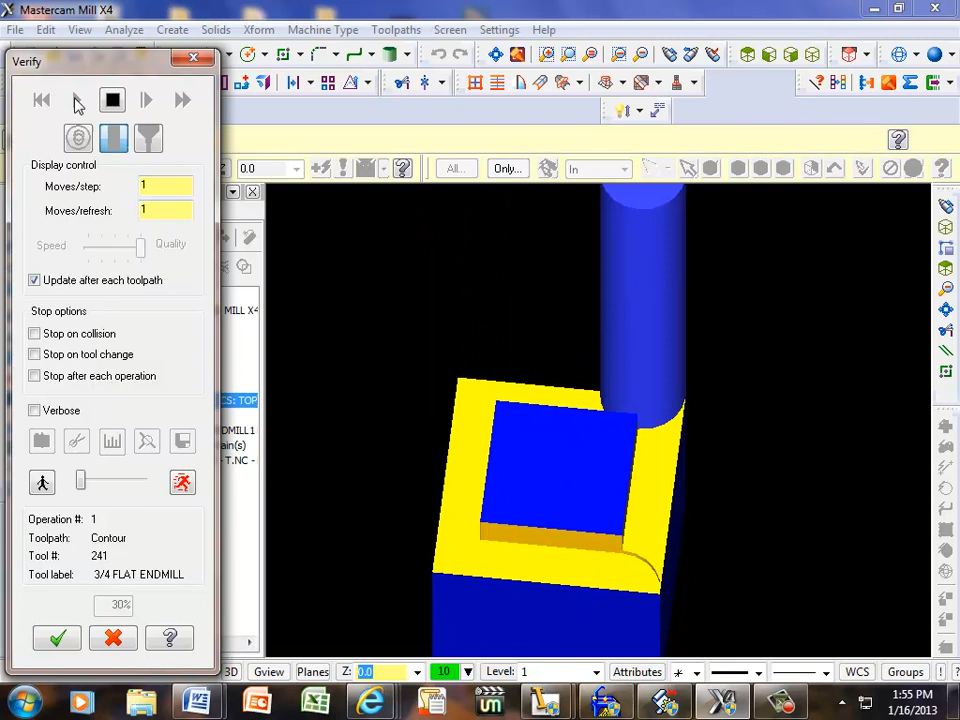 Mastercam Mill X4
File Edit View Analyze Create Solids Xform Machine Type Toolpaths Screen Settings Help
Verify
0.0 All... Only... In
Display control
Moves/step: 1
Moves/refresh: 1
Speed Quality
Update after each toolpath
MILL X4
Stop options
Stop on collision
Stop on tool change
Stop after each operation
CS: TOP
Verbose
NDMILL1
ain(s)
- T.NC -
Operation #: 1
Toolpath: Contour
Tool #: 241
Tool label: 3/4 FLAT ENDMILL
30%
3D Gview Planes Z: 0.0 10 Level: 1 Attributes WCS Groups ! ?
1:55 PM
1/16/2013